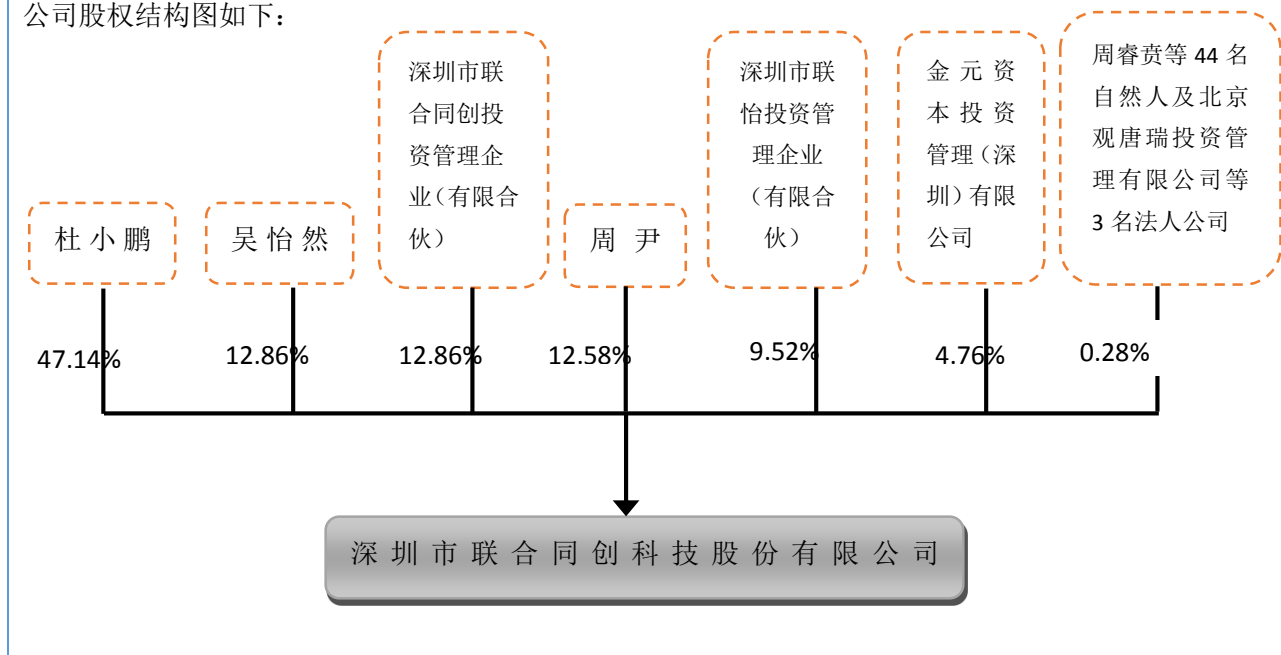 公司股权结构图如下：
杜小鹏
吴怡然
深圳市联
合同创投
资管理企
业（有限合
伙）
周 尹
深圳市联
怡投资管
理企业
（有限合
伙）
金元资
本投资
管理（深
圳）有限
公司
周睿贲等 44 名
自然人及北京
观唐瑞投资管
理有限公司等
3 名法人公司
47.14%
12.86%
12.86%
12.58%
9.52%
4.76%
0.28%
深圳市联合同创科技股份有限公司